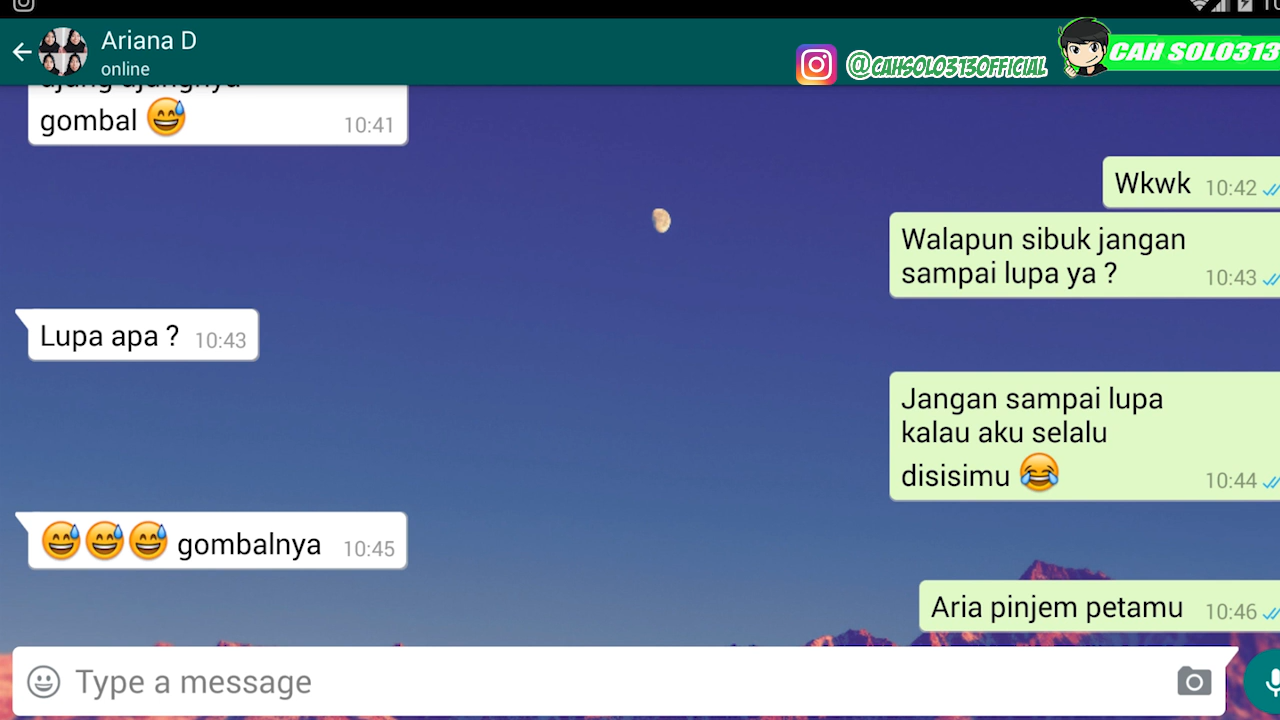 Ariana D
online
@CAHSOLO313OFFICIAL
CAH SOLO313
gombal 😅 10:41
Wkwk 10:42
Walapun sibuk jangan
sampai lupa ya ? 10:43
Lupa apa ? 10:43
Jangan sampai lupa
kalau aku selalu
disisimu 😂 10:44
😅😅😅 gombalnya 10:45
Aria pinjem petamu 10:46
Type a message